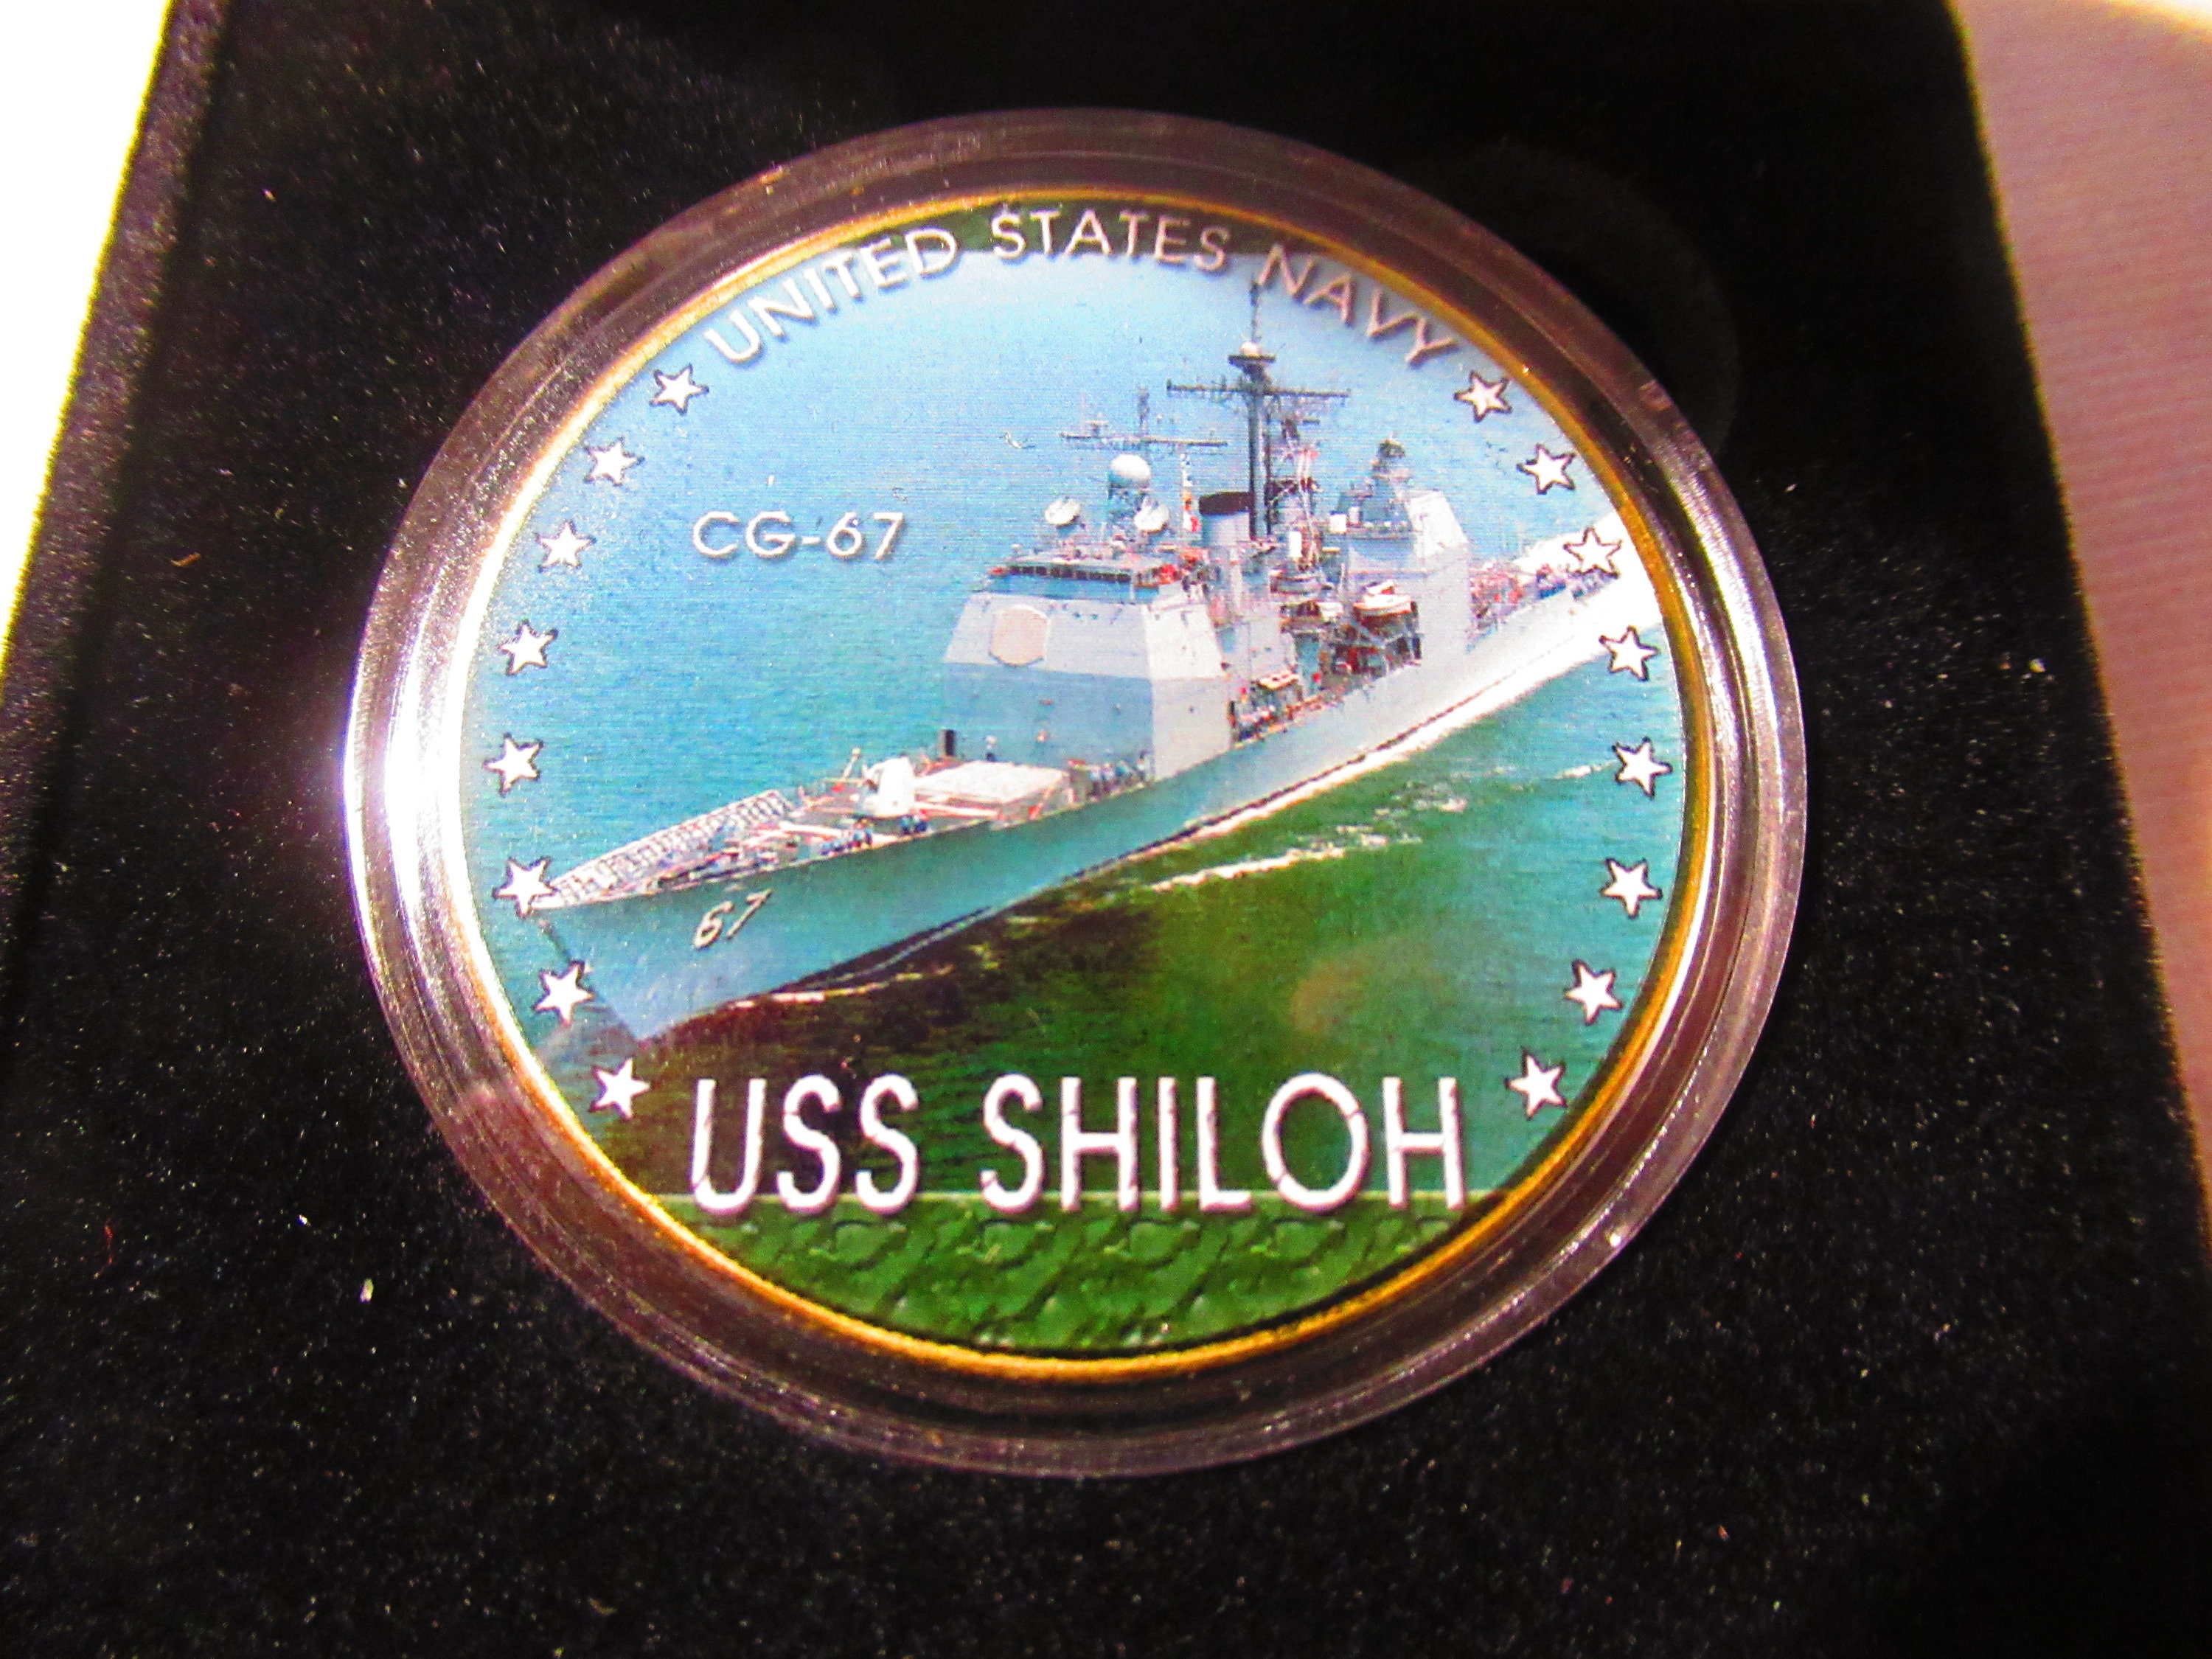 UNITED STATES NAVY
CG-67
67
USS SHILOH